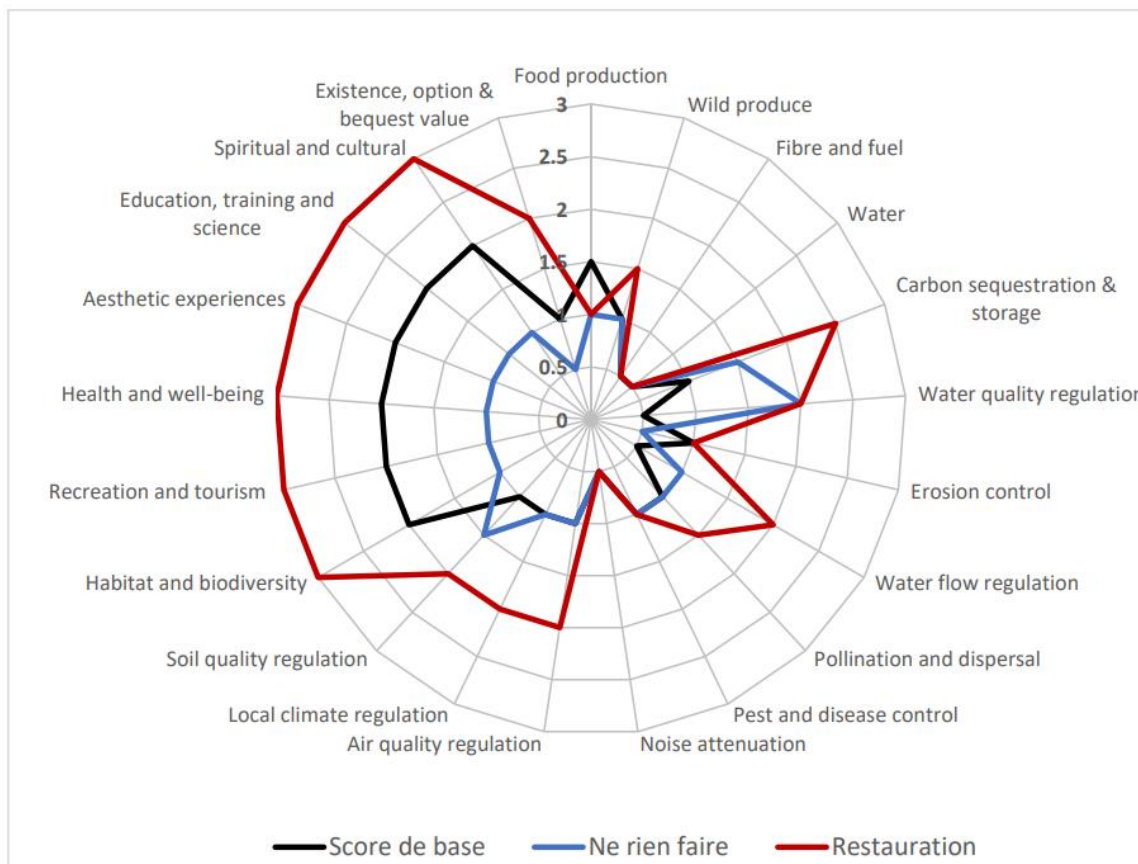 Food production
Existence, option &
bequest value
Wild produce
Spiritual and cultural
Fibre and fuel
Education, training and
science
Water
Aesthetic experiences
Carbon sequestration &
storage
Health and well-being
Water quality regulation
Recreation and tourism
Erosion control
Habitat and biodiversity
Water flow regulation
Soil quality regulation
Pollination and dispersal
Local climate regulation
Pest and disease control
Air quality regulation
Noise attenuation
3
2.5
2
1.5
1
0.5
0
Score de base
Ne rien faire
Restauration